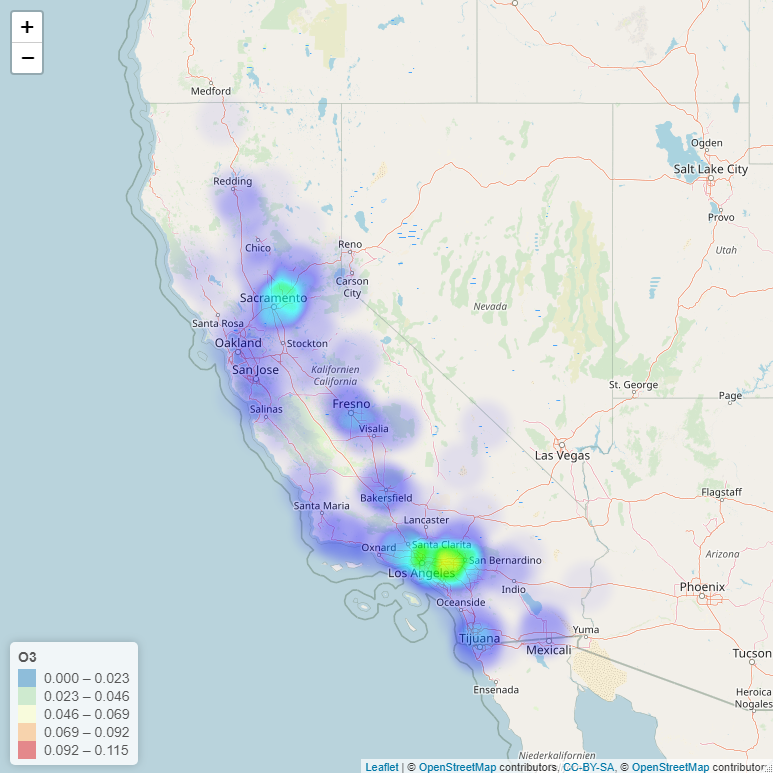 +
−
Medford
Ogden
Salt Lake City
Redding
Provo
Chico
Reno
Utah
Carson
City
Sacramento
Nevada
Santa Rosa
Oakland
Stockton
San Jose
Kalifornien
California
St. George
Page
Fresno
Salinas
Visalia
Las Vegas
Bakersfield
Flagstaff
Santa Maria
Lancaster
Oxnard
Santa Clarita
Arizona
San Bernardino
Los Angeles
Indio
Phoenix
Oceanside
Yuma
Tijuana
Mexicali
Tucson
Ensenada
Heroica
Nogales
O3
0.000 – 0.023
0.023 – 0.046
0.046 – 0.069
0.069 – 0.092
0.092 – 0.115
Niederkalifornien
Leaflet | © OpenStreetMap contributors, CC-BY-SA, © OpenStreetMap contributors